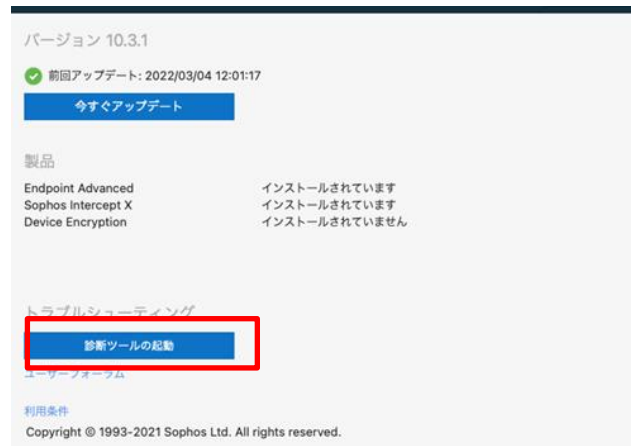 バージョン 10.3.1
前回アップデート: 2022/03/04 12:01:17
今すぐアップデート
製品
Endpoint Advanced インストールされています
Sophos Intercept X インストールされています
Device Encryption インストールされていません
トラブルシューティング
診断ツールの起動
ユーザーフォーラム
利用条件
Copyright © 1993-2021 Sophos Ltd. All rights reserved.